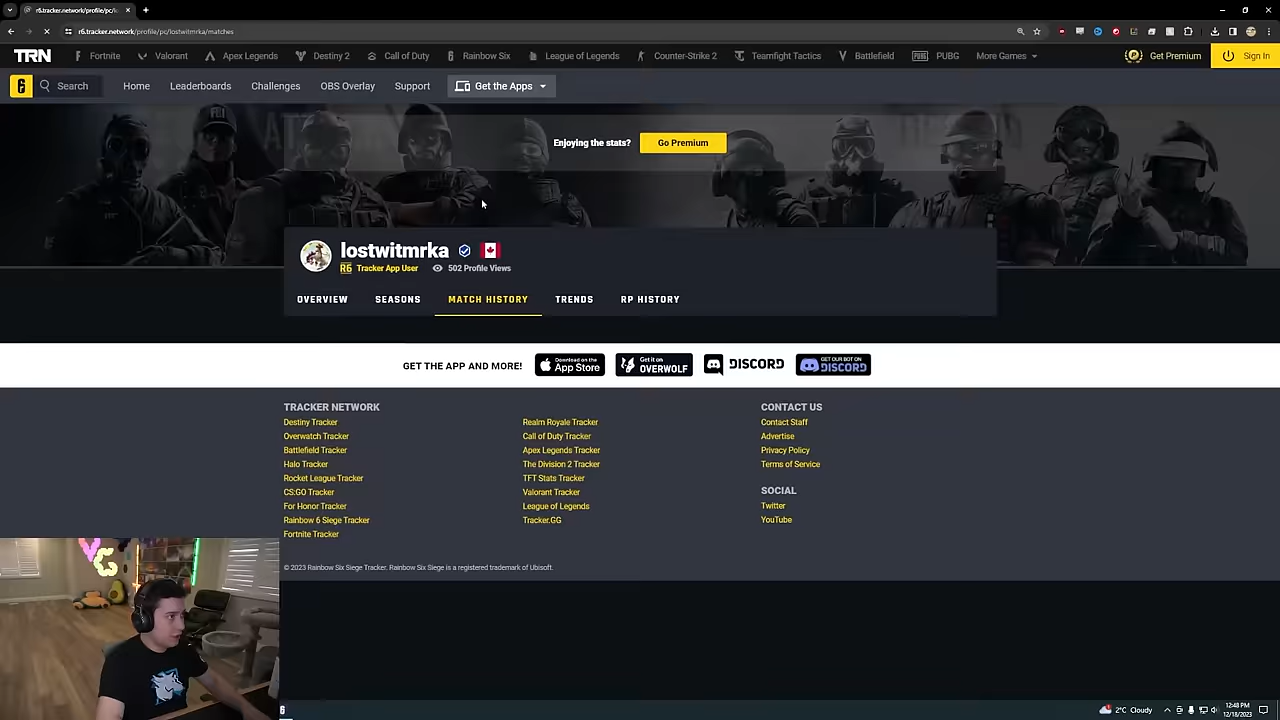 r6.tracker.network/profile/pc/l
r6.tracker.network/profile/pc/lostwitmrka/matches
TRN
Fortnite
Valorant
Apex Legends
Destiny 2
Call of Duty
Rainbow Six
League of Legends
Counter-Strike 2
Teamfight Tactics
Battlefield
PUBG
More Games
Get Premium
Sign In
Search
Home
Leaderboards
Challenges
OBS Overlay
Support
Get the Apps
FBI
Enjoying the stats?
Go Premium
lostwitmrka
R6 Tracker App User
502 Profile Views
OVERVIEW
SEASONS
MATCH HISTORY
TRENDS
RP HISTORY
GET THE APP AND MORE!
Download on the
App Store
Get it on
OVERWOLF
DISCORD
GET OUR BOT ON
DISCORD
TRACKER NETWORK
Destiny Tracker
Overwatch Tracker
Battlefield Tracker
Halo Tracker
Rocket League Tracker
CS:GO Tracker
For Honor Tracker
Rainbow 6 Siege Tracker
Fortnite Tracker
Realm Royale Tracker
Call of Duty Tracker
Apex Legends Tracker
The Division 2 Tracker
TFT Stats Tracker
Valorant Tracker
League of Legends
Tracker.GG
CONTACT US
Contact Staff
Advertise
Privacy Policy
Terms of Service
SOCIAL
Twitter
YouTube
© 2023 Rainbow Six Siege Tracker. Rainbow Six Siege is a registered trademark of Ubisoft.
VG
2°C Cloudy
12:48 PM
12/18/2023